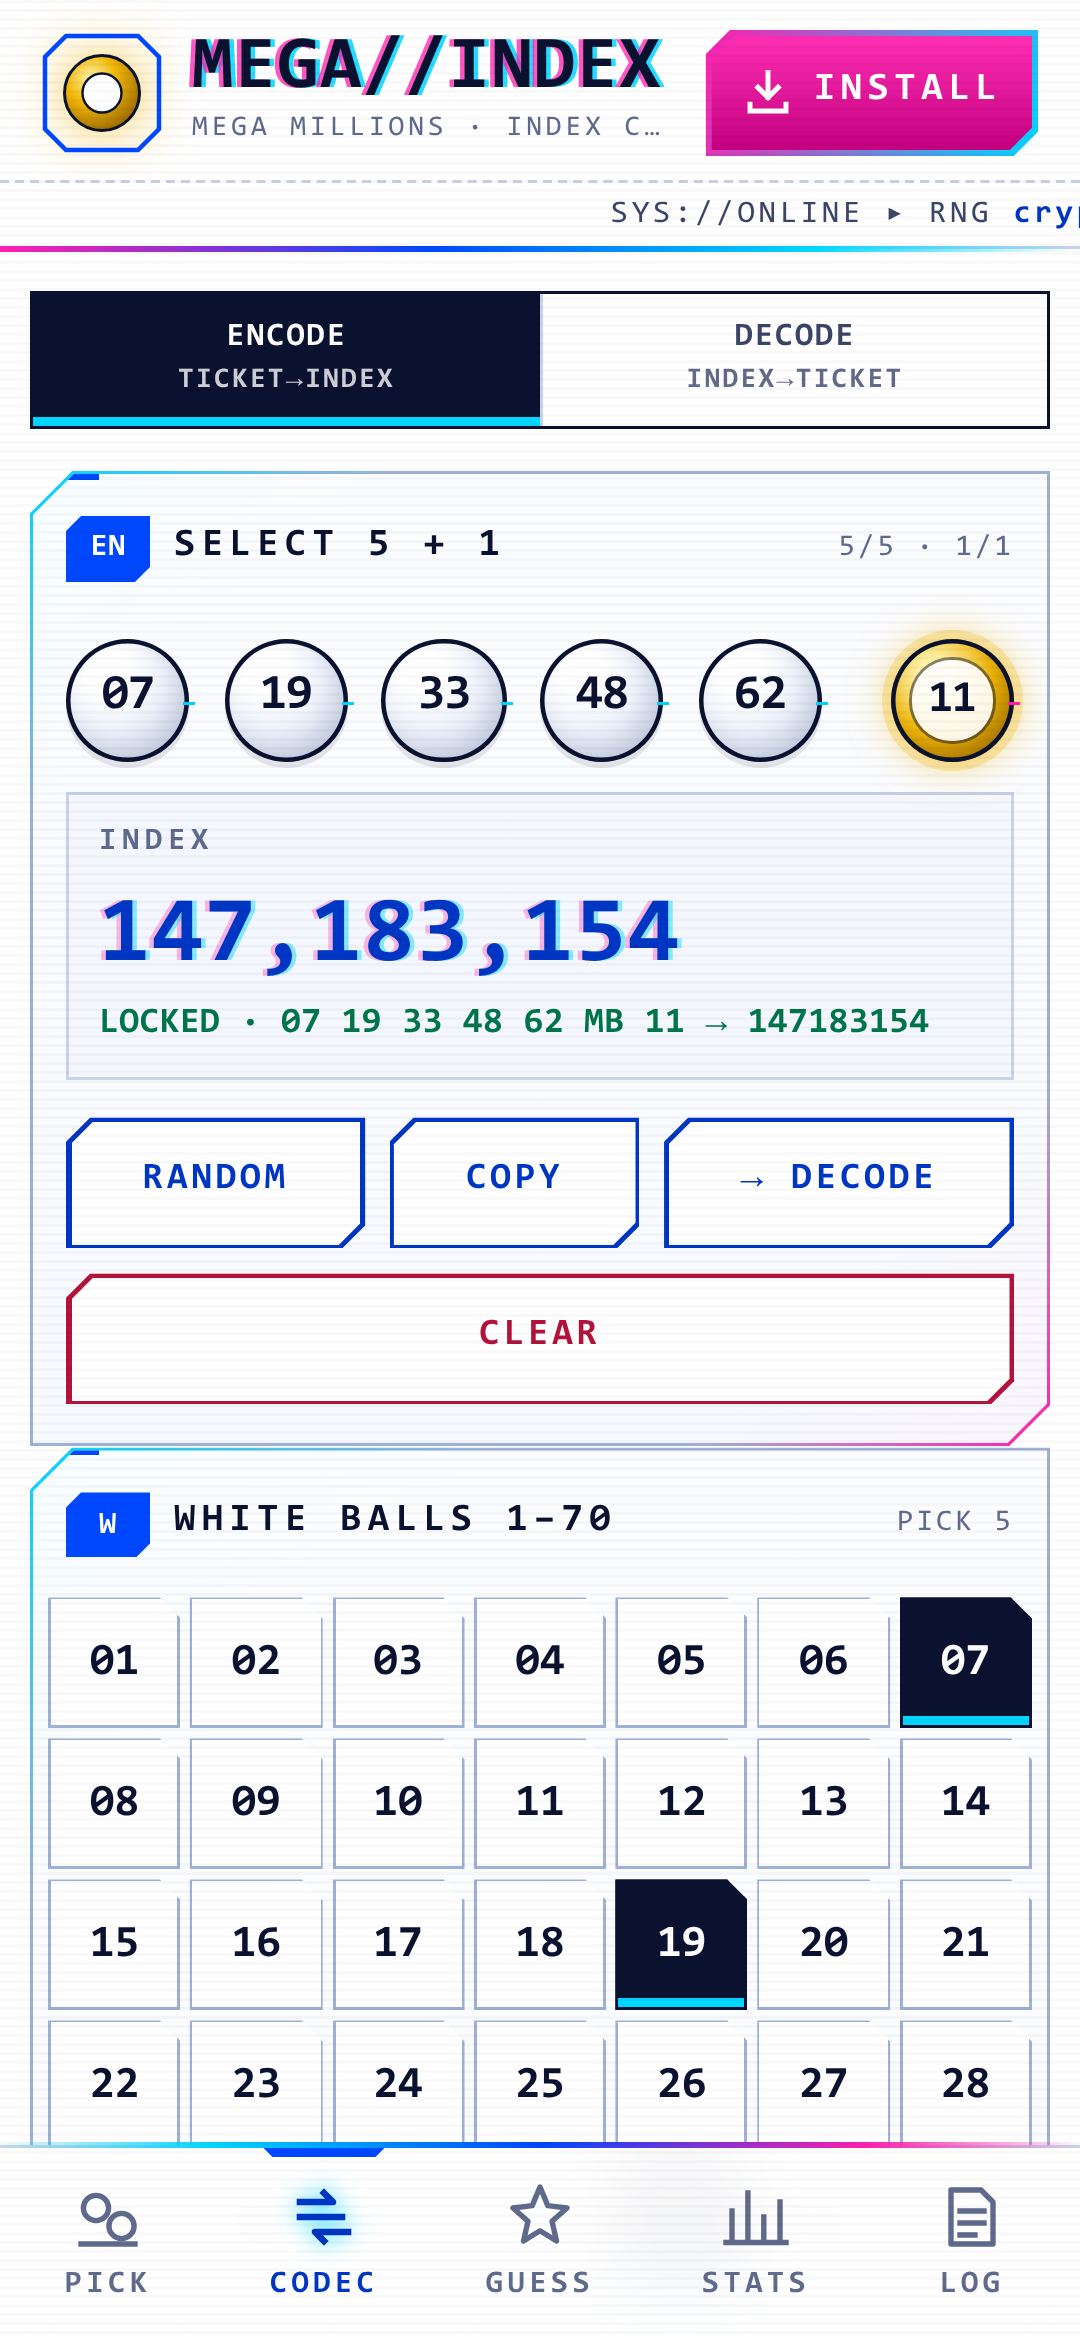 MEGA//INDEX
MEGA MILLIONS · INDEX C…
INSTALL
SYS://ONLINE ▸ RNG cryp
ENCODE
TICKET→INDEX
DECODE
INDEX→TICKET
EN
SELECT 5 + 1
5/5 · 1/1
07 19 33 48 62 11
INDEX
147,183,154
LOCKED · 07 19 33 48 62 MB 11 → 147183154
RANDOM
COPY
→ DECODE
CLEAR
W
WHITE BALLS 1–70
PICK 5
01 02 03 04 05 06 07
08 09 10 11 12 13 14
15 16 17 18 19 20 21
22 23 24 25 26 27 28
PICK
CODEC
GUESS
STATS
LOG